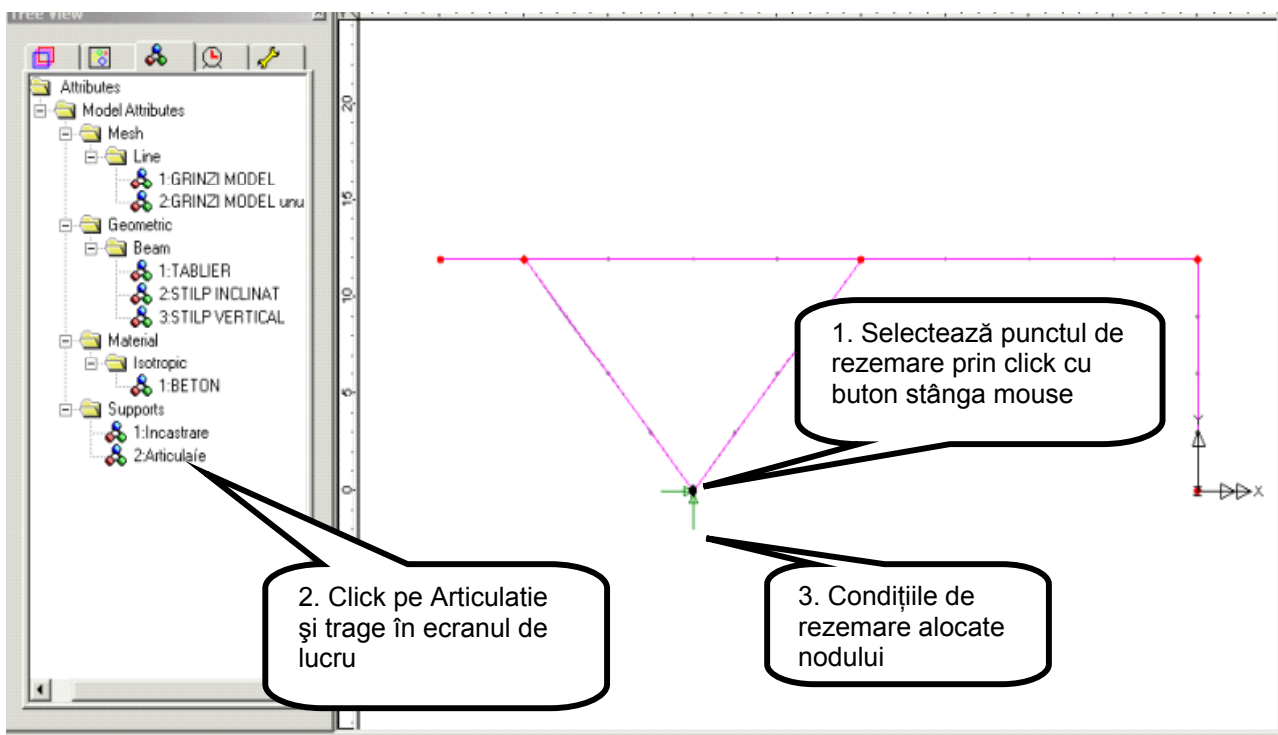 Tree View
Attributes
Model Attributes
Mesh
Line
1:GRINZI MODEL
2:GRINZI MODEL unu
Geometric
Beam
1:TABLIER
2:STILP INCLINAT
3:STILP VERTICAL
Material
Isotropic
1:BETON
Supports
1:Incastrare
2:Articulaíe
20
15
10
5
0
Y
X
1. Selectează punctul de
rezemare prin click cu
buton stânga mouse
2. Click pe Articulatie
şi trage în ecranul de
lucru
3. Condițiile de
rezemare alocate
nodului